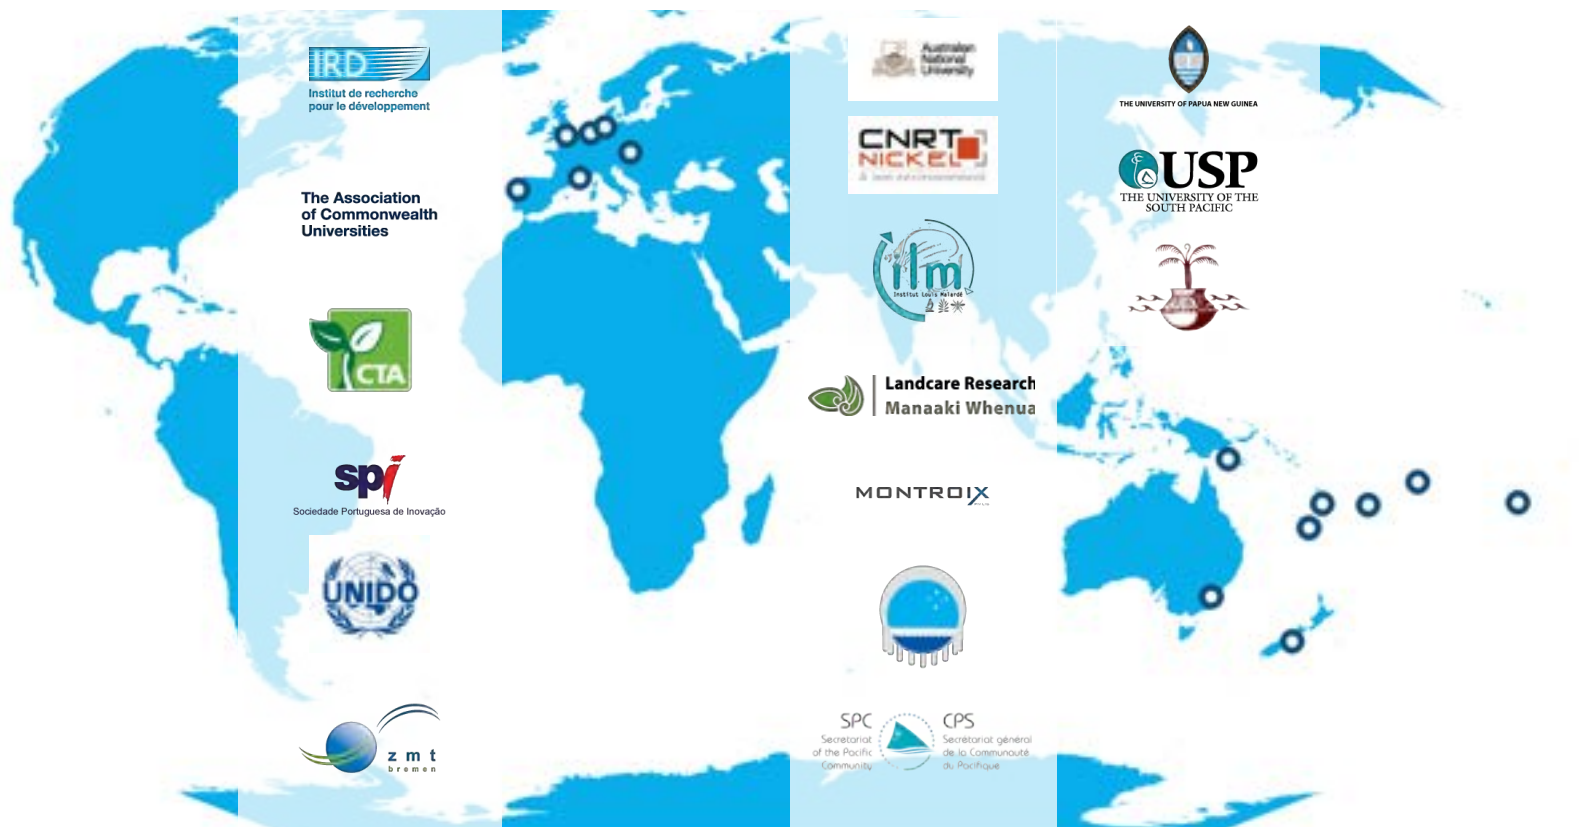 IRD
Institut de recherche
pour le développement
The Association
of Commonwealth
Universities
CTA
spi
Sociedade Portuguesa de Inovação
UNIDO
zmt
bremen
Australian
National
University
CNRT
NICKEL
ilm
Institut Louis Malardé
Landcare Research
Manaaki Whenua
MONTROIX
SPC
Secretariat
of the Pacific
Community
CPS
Secrétariat général
de la Communauté
du Pacifique
THE UNIVERSITY OF PAPUA NEW GUINEA
USP
THE UNIVERSITY OF THE
SOUTH PACIFIC